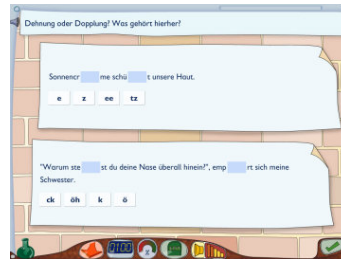 Dehnung oder Dopplung? Was gehört hierher?
Sonnencr me schü t unsere Haut.
e z ee tz
"Warum ste st du deine Nase überall hinein?", emp rt sich meine
Schwester.
ck öh k ö
0100